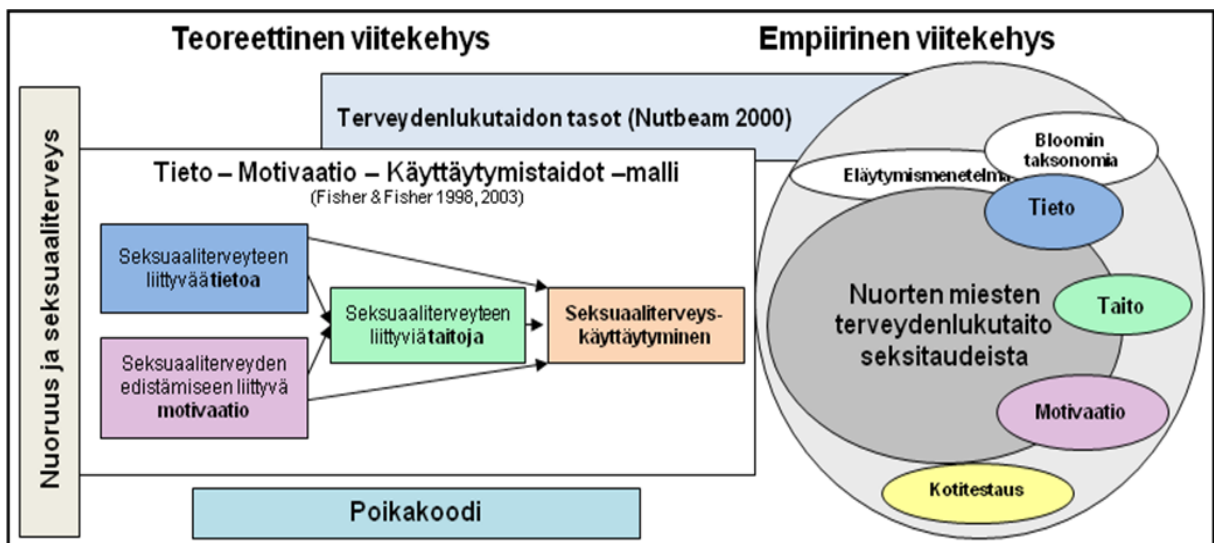 Teoreettinen viitekehys
Empiirinen viitekehys
Nuoruus ja seksuaaliterveys
Terveydenlukutaidon tasot (Nutbeam 2000)
Tieto – Motivaatio – Käyttäytymistaidot –malli
(Fisher & Fisher 1998, 2003)
Seksuaaliterveyteen
liittyvää tietoa
Seksuaaliterveyden
edistämiseen liittyvä
motivaatio
Seksuaaliterveyteen
liittyviä taitoja
Seksuaaliterveys-
käyttäytyminen
Poikakoodi
Bloomin
taksonomia
Eläytymismenetelmä
Tieto
Nuorten miesten
terveydenlukutaito
seksitaudeista
Taito
Motivaatio
Kotitestaus